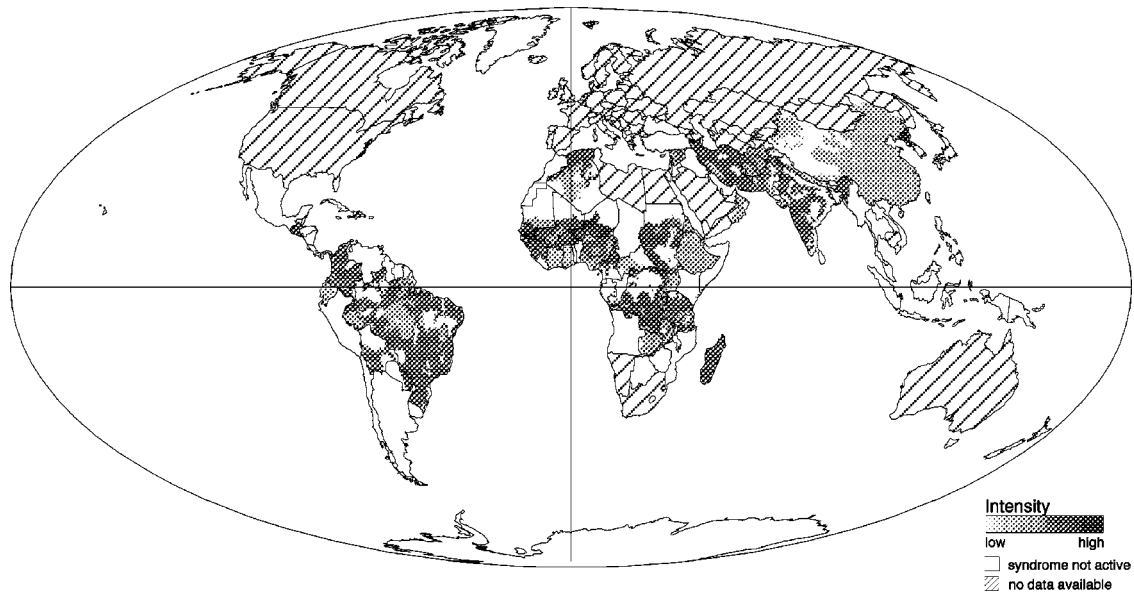 Intensity
low high
syndrome not active
no data available